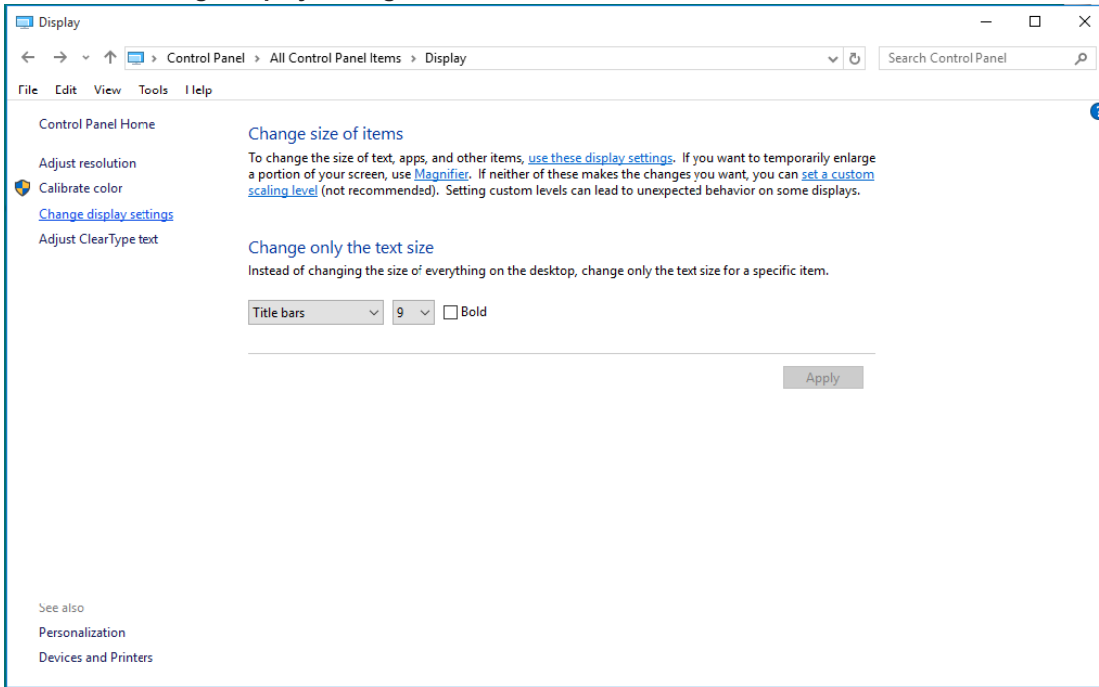 Display
Control Panel > All Control Panel Items > Display
Search Control Panel
File Edit View Tools Help
Control Panel Home
Adjust resolution
Calibrate color
Change display settings
Adjust ClearType text
Change size of items
To change the size of text, apps, and other items, use these display settings. If you want to temporarily enlarge
a portion of your screen, use Magnifier. If neither of these makes the changes you want, you can set a custom
scaling level (not recommended). Setting custom levels can lead to unexpected behavior on some displays.
Change only the text size
Instead of changing the size of everything on the desktop, change only the text size for a specific item.
Title bars 9 Bold
Apply
See also
Personalization
Devices and Printers